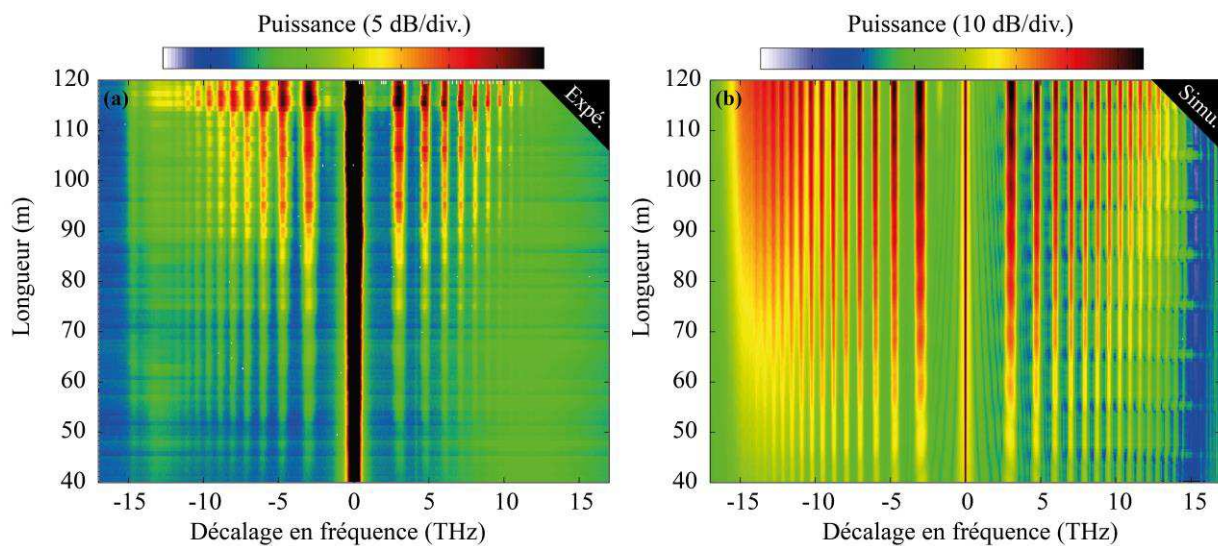 Puissance (5 dB/div.)
Puissance (10 dB/div.)
(a)
Expé.
(b)
Simu.
120
110
100
90
80
70
60
50
40
Longueur (m)
-15 -10 -5 0 5 10 15
Décalage en fréquence (THz)
120
110
100
90
80
70
60
50
40
Longueur (m)
-15 -10 -5 0 5 10 15
Décalage en fréquence (THz)